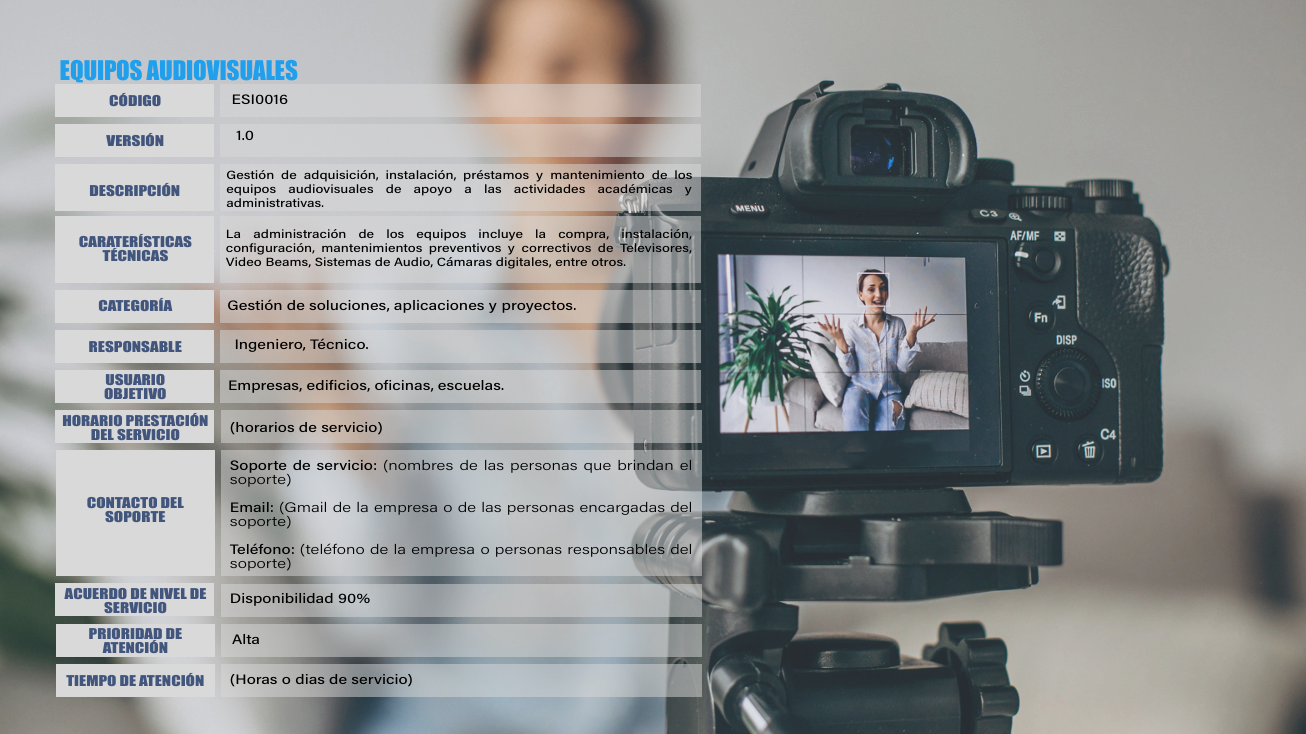 EQUIPOS AUDIOVISUALES
CÓDIGO
ESI0016
VERSIÓN
1.0
DESCRIPCIÓN
Gestión de adquisición, instalación, préstamos y mantenimiento de los
equipos audiovisuales de apoyo a las actividades académicas y
administrativas.
CARATERÍSTICAS
TÉCNICAS
La administración de los equipos incluye la compra, instalación,
configuración, mantenimientos preventivos y correctivos de Televisores,
Video Beams, Sistemas de Audio, Cámaras digitales, entre otros.
CATEGORÍA
Gestión de soluciones, aplicaciones y proyectos.
RESPONSABLE
Ingeniero, Técnico.
USUARIO
OBJETIVO
Empresas, edificios, oficinas, escuelas.
HORARIO PRESTACIÓN
DEL SERVICIO
(horarios de servicio)
CONTACTO DEL
SOPORTE
Soporte de servicio: (nombres de las personas que brindan el
soporte)
Email: (Gmail de la empresa o de las personas encargadas del
soporte)
Teléfono: (teléfono de la empresa o personas responsables del
soporte)
ACUERDO DE NIVEL DE
SERVICIO
Disponibilidad 90%
PRIORIDAD DE
ATENCIÓN
Alta
TIEMPO DE ATENCIÓN
(Horas o dias de servicio)
MENU
C3
AF/MF
Fn
DISP
ISO
C4